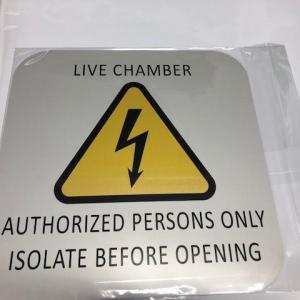 LIVE CHAMBER
AUTHORIZED PERSONS ONLY
ISOLATE BEFORE OPENING